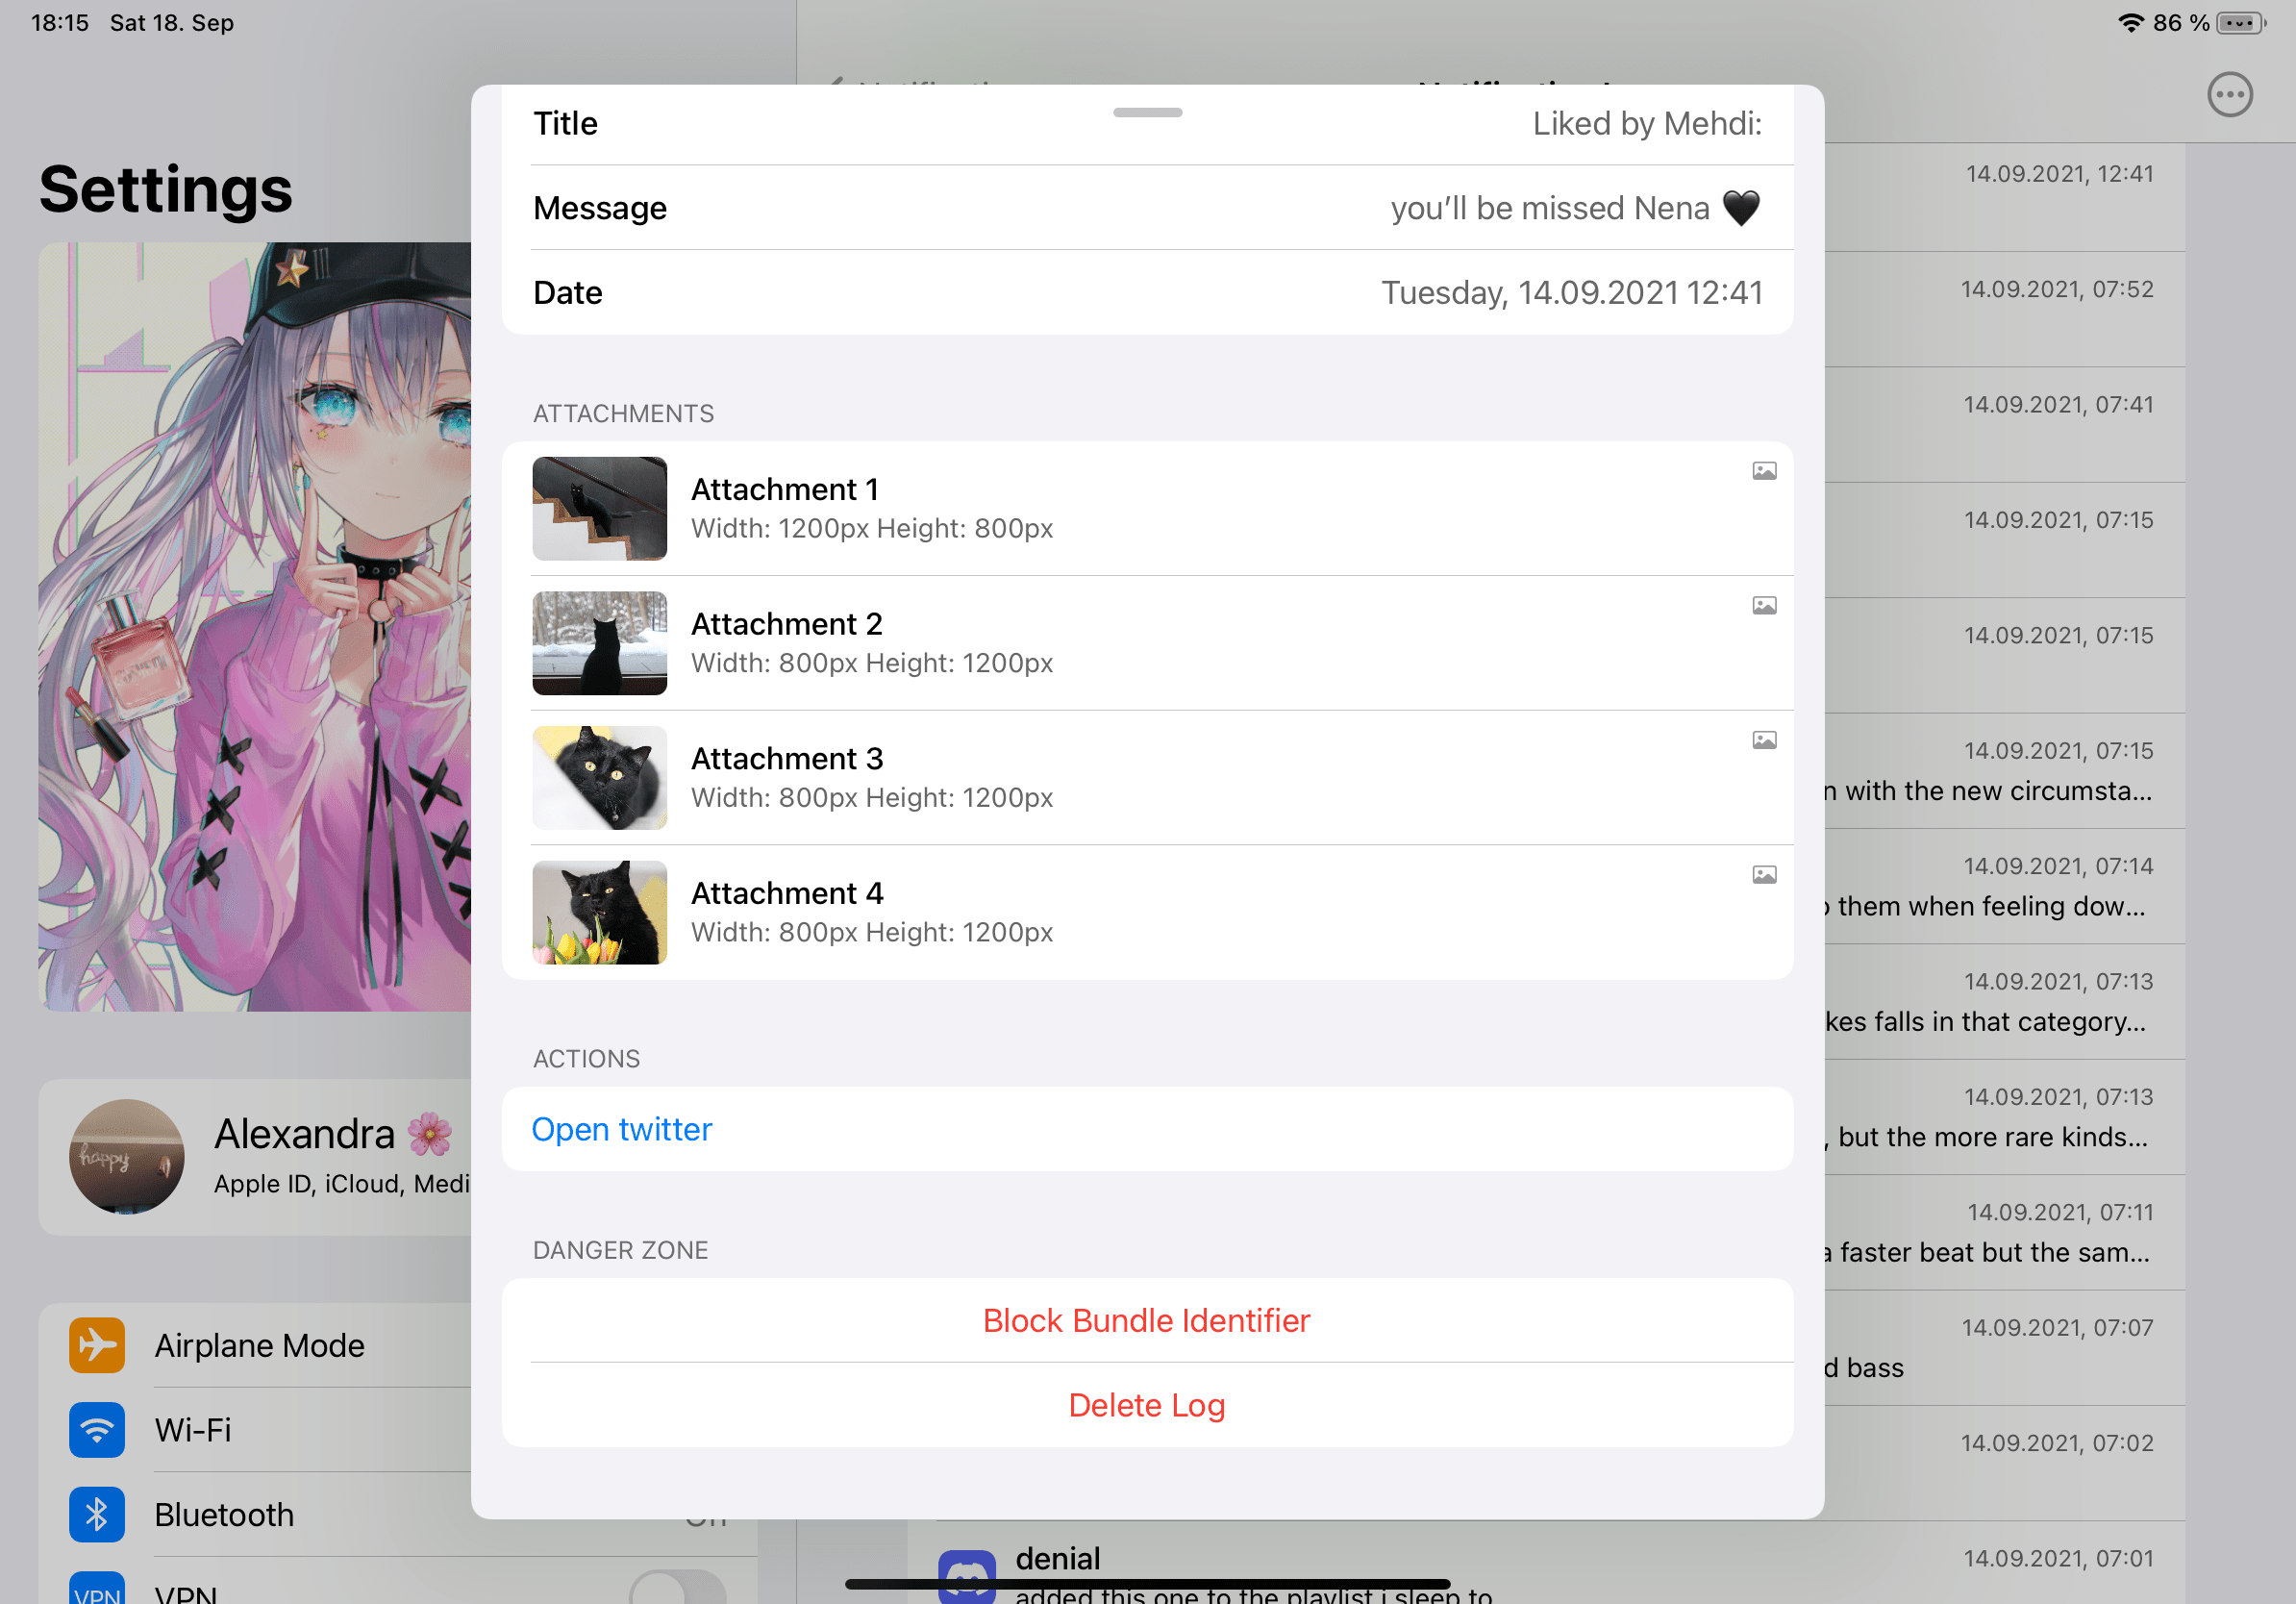 18:15 Sat 18. Sep
86 %
Settings
Alexandra 🌸
Apple ID, iCloud, Medi
Airplane Mode
Wi-Fi
Bluetooth
VPN
VPN
Title
Liked by Mehdi:
Message
you’ll be missed Nena 🖤
Date
Tuesday, 14.09.2021 12:41
ATTACHMENTS
Attachment 1
Width: 1200px Height: 800px
Attachment 2
Width: 800px Height: 1200px
Attachment 3
Width: 800px Height: 1200px
Attachment 4
Width: 800px Height: 1200px
ACTIONS
Open twitter
DANGER ZONE
Block Bundle Identifier
Delete Log
14.09.2021, 12:41
14.09.2021, 07:52
14.09.2021, 07:41
14.09.2021, 07:15
14.09.2021, 07:15
14.09.2021, 07:15
n with the new circumsta...
14.09.2021, 07:14
them when feeling dow...
14.09.2021, 07:13
kes falls in that category...
14.09.2021, 07:13
, but the more rare kinds...
14.09.2021, 07:11
a faster beat but the sam...
14.09.2021, 07:07
d bass
14.09.2021, 07:02
denial
14.09.2021, 07:01
added this one to the playlist i sleep to
happy